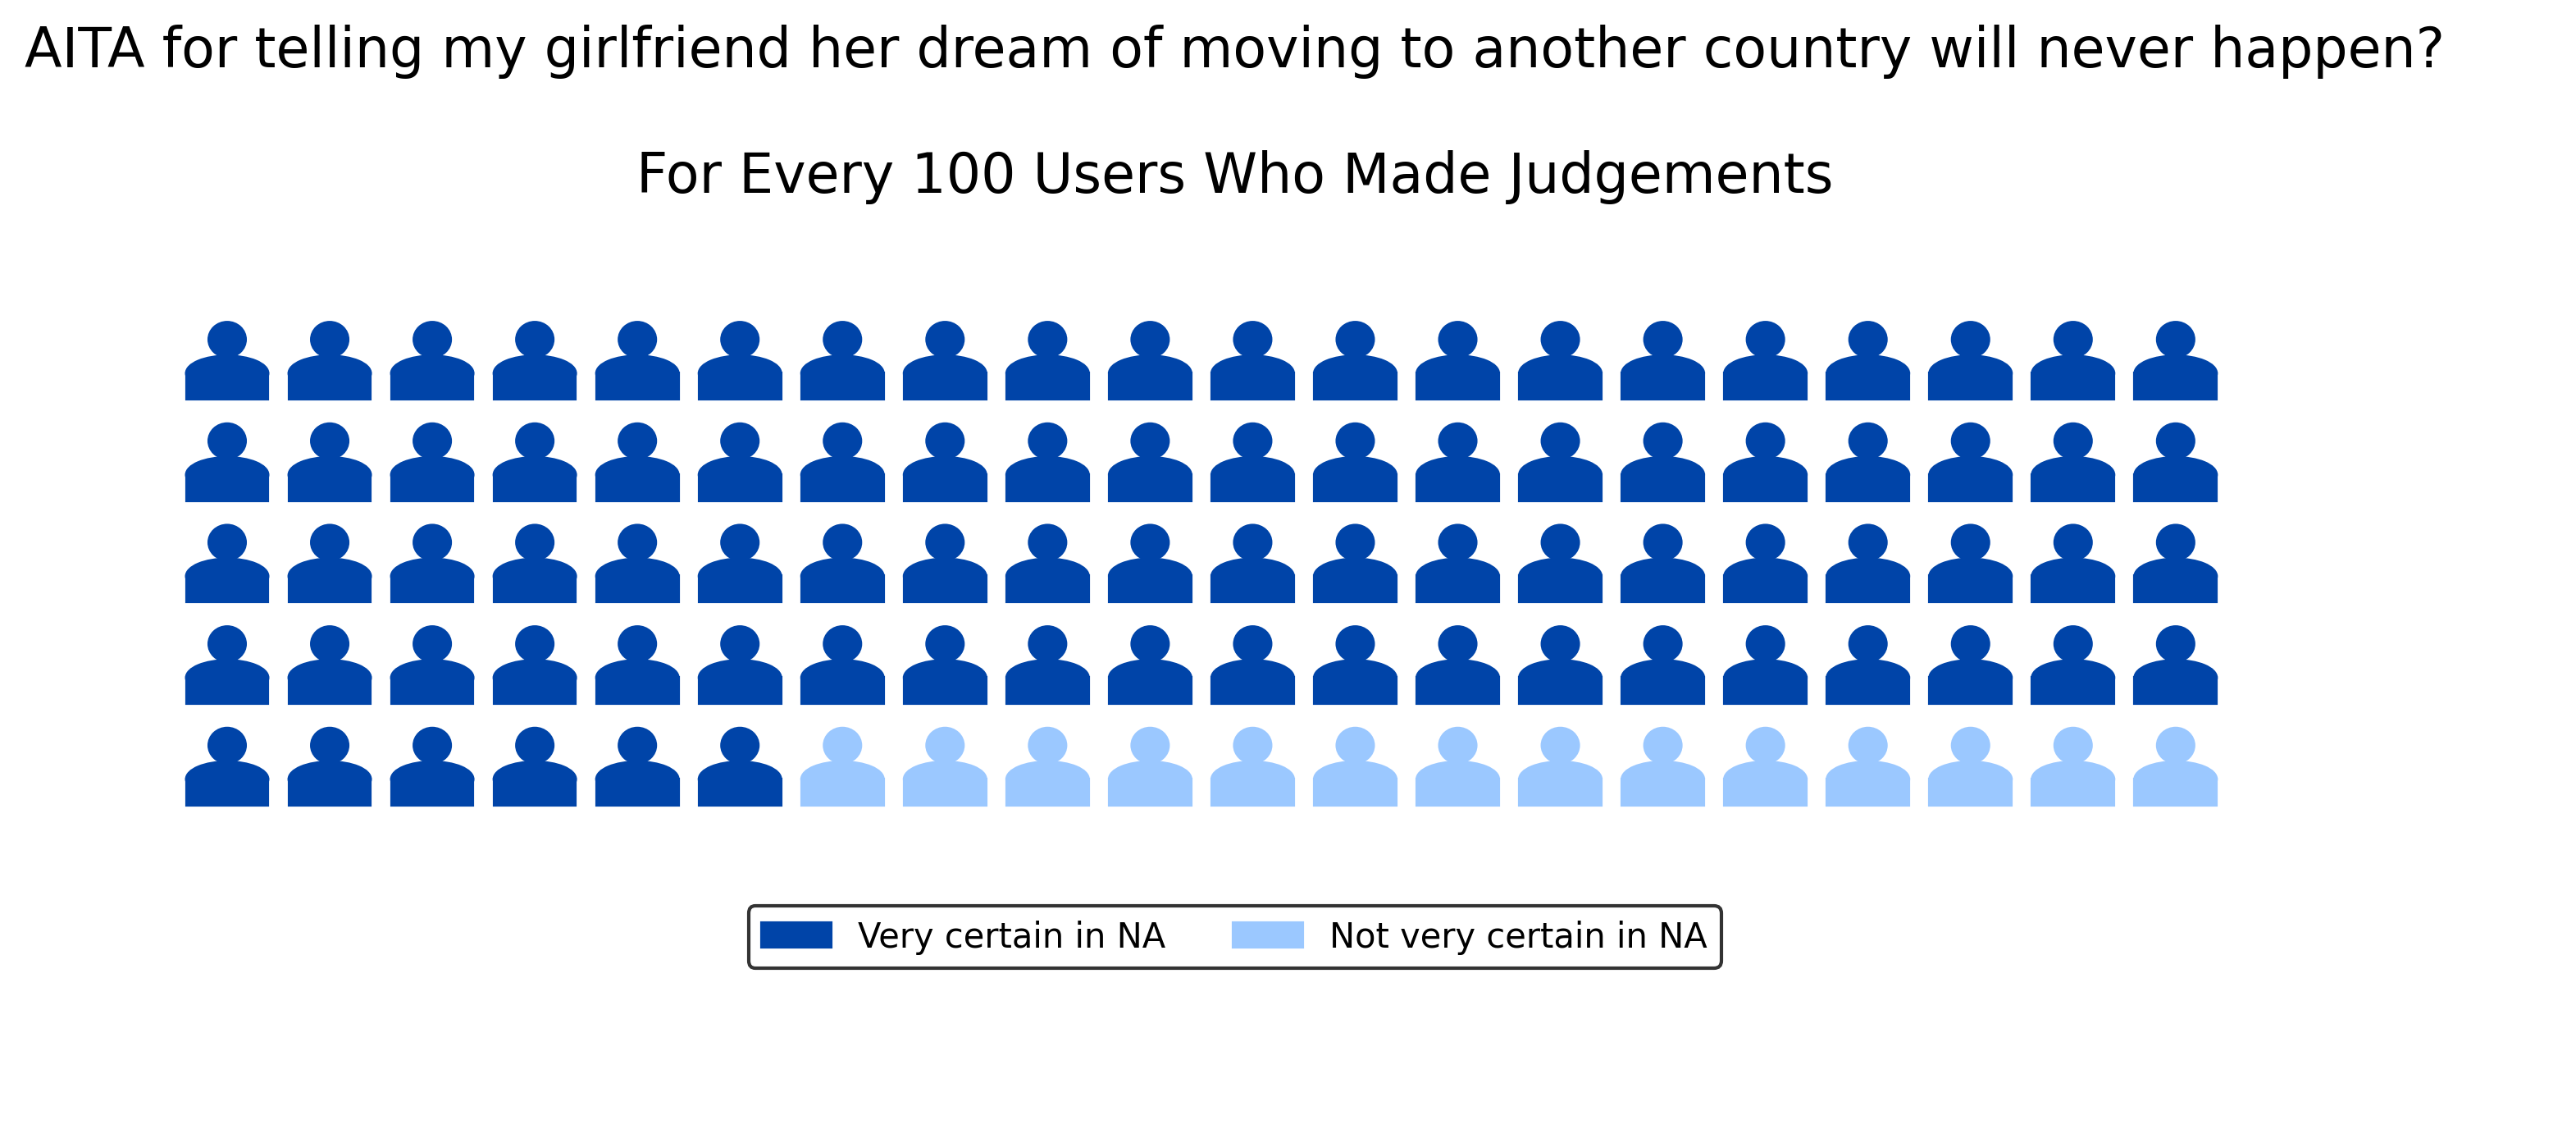 AITA for telling my girlfriend her dream of moving to another country will never happen?
For Every 100 Users Who Made Judgements
Very certain in NA
Not very certain in NA